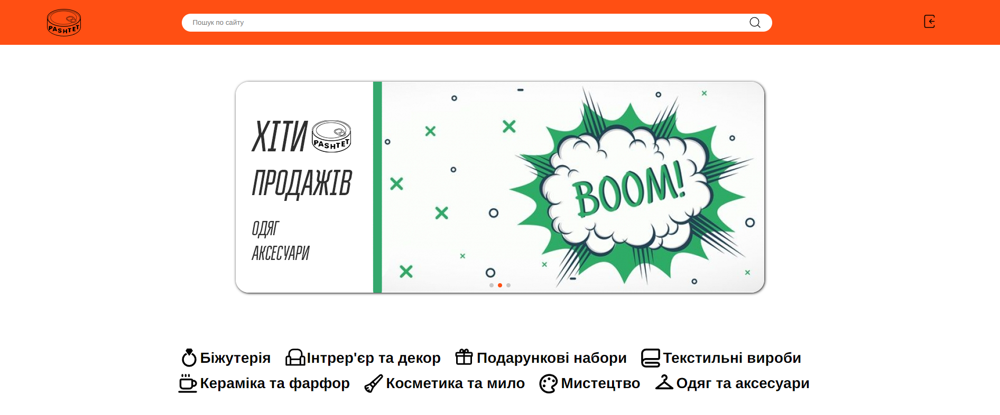 PASHTET
Пошук по сайту
ХІТИ PASHTET
ПРОДАЖІВ
ОДЯГ
АКСЕСУАРИ
BOOM!
Біжутерія Інтрер'єр та декор Подарункові набори Текстильні вироби
Кераміка та фарфор Косметика та мило Мистецтво Одяг та аксесуари